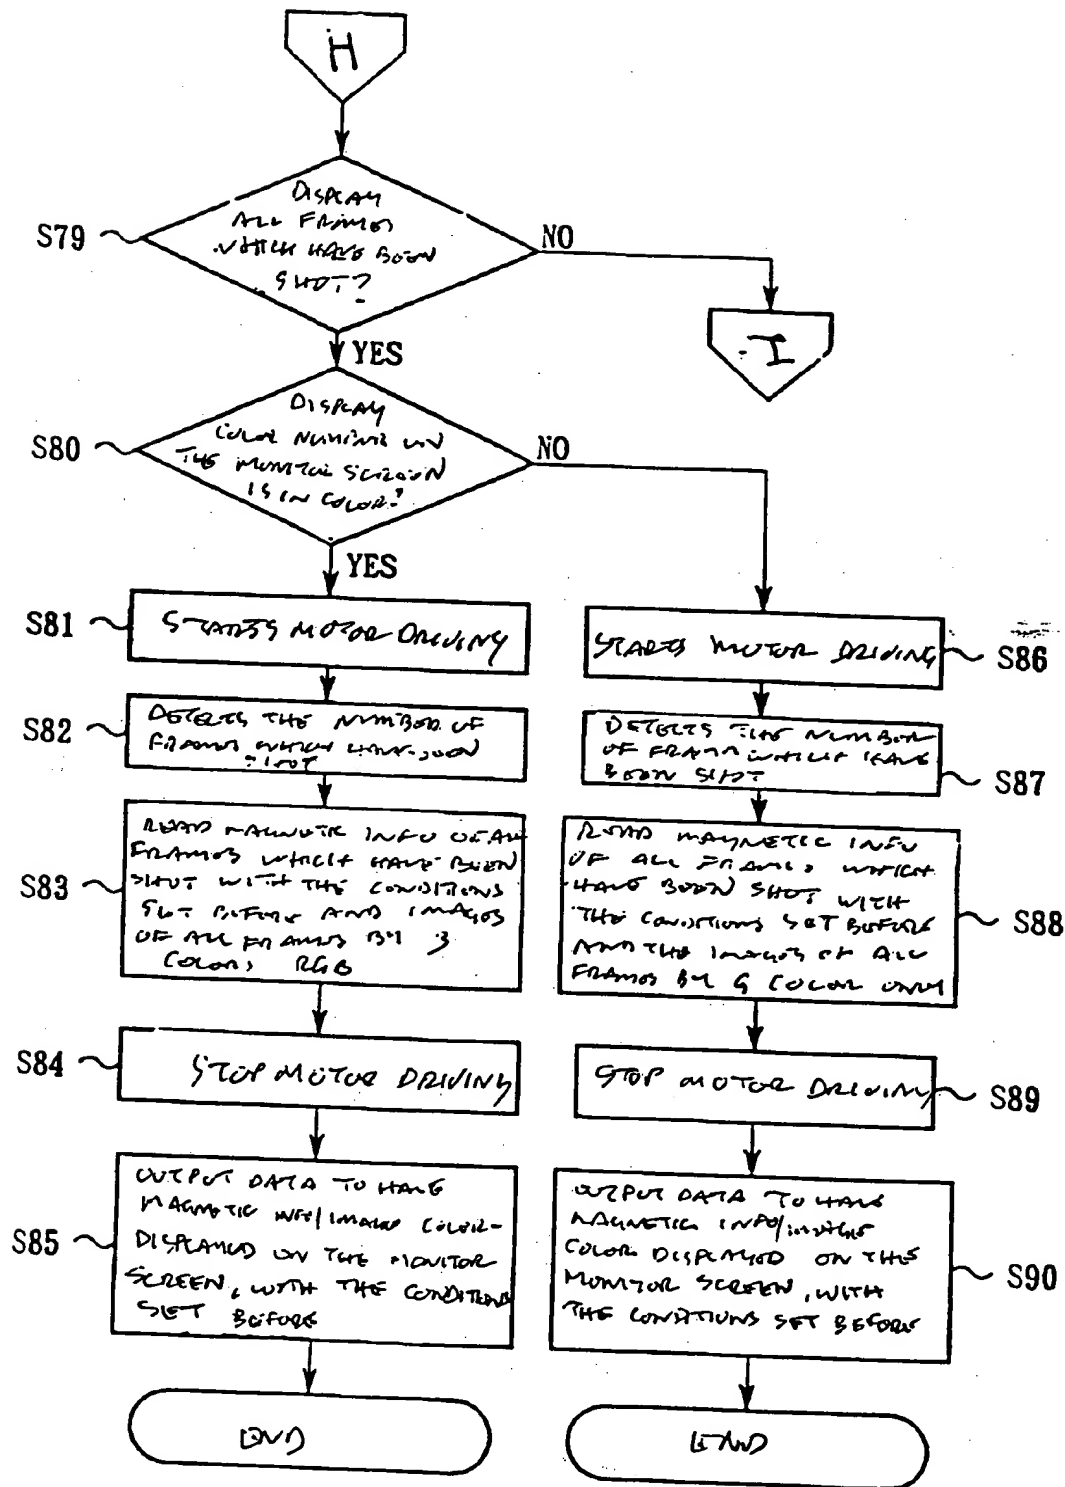 H
DISPLAY
ALL FRAMES
WHICH HAVE BEEN
SHOT?
S79
NO
I
YES
DISPLAY
COLOR NUMBER ON
THE MONITOR SCREEN
IS IN COLOR?
S80
NO
YES
S81
STARTS MOTOR DRIVING
STARTS MOTOR DRIVING
S86
S82
DETECTS THE NUMBER OF
FRAMES WHICH HAVE BEEN
SHOT
DETECTS THE NUMBER
OF FRAMES WHICH HAVE
BEEN SHOT
S87
S83
READ MAGNETIC INFO OF ALL
FRAMES WHICH HAVE BEEN
SHOT WITH THE CONDITIONS
SET BEFORE AND IMAGES
OF ALL FRAMES BY 3
COLORS RGB
READ MAGNETIC INFO
OF ALL FRAMES WHICH
HAVE BEEN SHOT WITH
THE CONDITIONS SET BEFORE
AND THE IMAGES OF ALL
FRAMES BY G COLOR ONLY
S88
S84
STOP MOTOR DRIVING
STOP MOTOR DRIVING
S89
S85
OUTPUT DATA TO HAVE
MAGNETIC INFO/IMAGE COLOR-
DISPLAYED ON THE MONITOR
SCREEN, WITH THE CONDITIONS
SET BEFORE
OUTPUT DATA TO HAVE
MAGNETIC INFO/IMAGE
COLOR DISPLAYED ON THE
MONITOR SCREEN, WITH
THE CONDITIONS SET BEFORE
S90
END
END